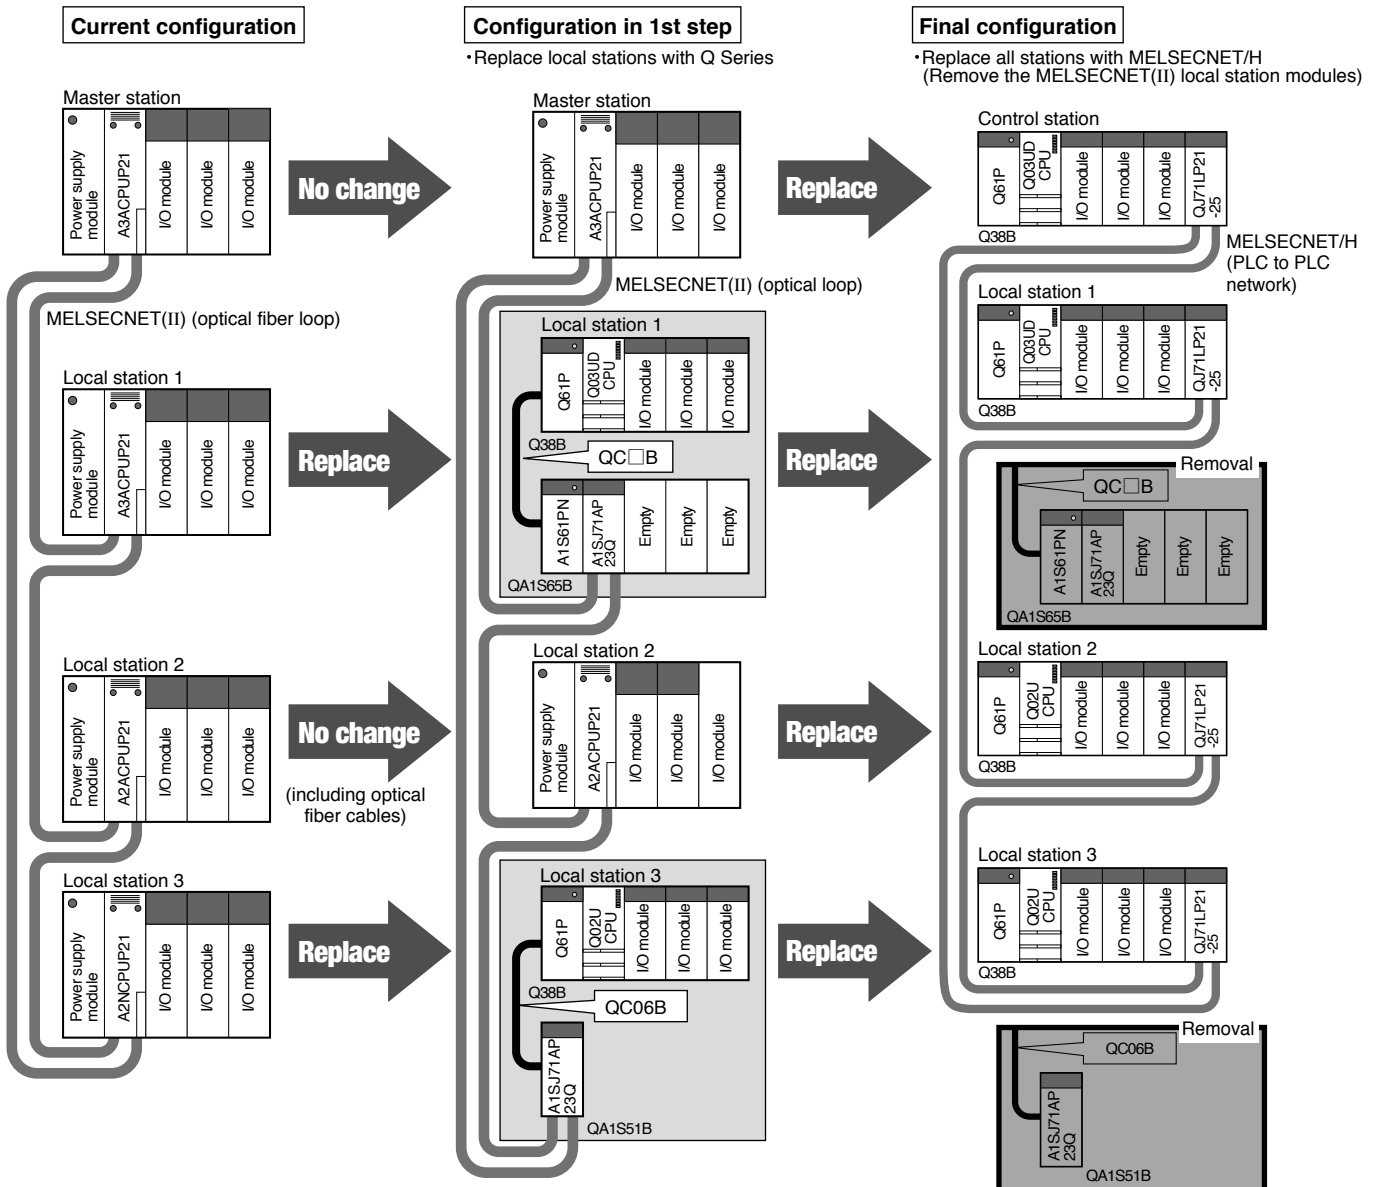 Current configuration
Master station
Power supply
module
A3ACPUP21
I/O module
I/O module
I/O module
MELSECNET(II) (optical fiber loop)
Local station 1
Power supply
module
A3ACPUP21
I/O module
I/O module
I/O module
Local station 2
Power supply
module
A2ACPUP21
I/O module
I/O module
I/O module
Local station 3
Power supply
module
A2NCPUP21
I/O module
I/O module
I/O module
No change
Replace
No change
(including optical
fiber cables)
Replace
Configuration in 1st step
・Replace local stations with Q Series
Master station
Power supply
module
A3ACPUP21
I/O module
I/O module
I/O module
MELSECNET(II) (optical loop)
Local station 1
Q61P
Q03UD
CPU
I/O module
I/O module
I/O module
Q38B
QC□B
A1S61PN
A1SJ71AP
23Q
Empty
Empty
Empty
QA1S65B
Local station 2
Power supply
module
A2ACPUP21
I/O module
I/O module
I/O module
Local station 3
Q61P
Q02U
CPU
I/O module
I/O module
I/O module
Q38B
QC06B
A1SJ71AP
23Q
QA1S51B
Replace
Replace
Replace
Replace
Final configuration
・Replace all stations with MELSECNET/H
(Remove the MELSECNET(II) local station modules)
Control station
Q61P
Q03UD
CPU
I/O module
I/O module
I/O module
QJ71LP21
-25
Q38B
MELSECNET/H
(PLC to PLC
network)
Local station 1
Q61P
Q03UD
CPU
I/O module
I/O module
I/O module
QJ71LP21
-25
Q38B
Removal
QC□B
A1S61PN
A1SJ71AP
23Q
Empty
Empty
Empty
QA1S65B
Local station 2
Q61P
Q02U
CPU
I/O module
I/O module
I/O module
QJ71LP21
-25
Q38B
Local station 3
Q61P
Q02U
CPU
I/O module
I/O module
I/O module
QJ71LP21
-25
Q38B
Removal
QC06B
A1SJ71AP
23Q
QA1S51B